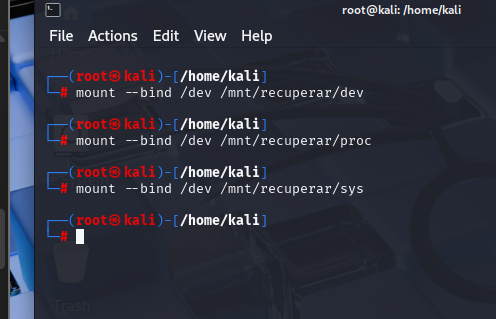 root@kali: /home/kali
File Actions Edit View Help
┌──(root㉿kali)-[/home/kali]
└─# mount --bind /dev /mnt/recuperar/dev
┌──(root㉿kali)-[/home/kali]
└─# mount --bind /dev /mnt/recuperar/proc
┌──(root㉿kali)-[/home/kali]
└─# mount --bind /dev /mnt/recuperar/sys
┌──(root㉿kali)-[/home/kali]
└─#
Trash